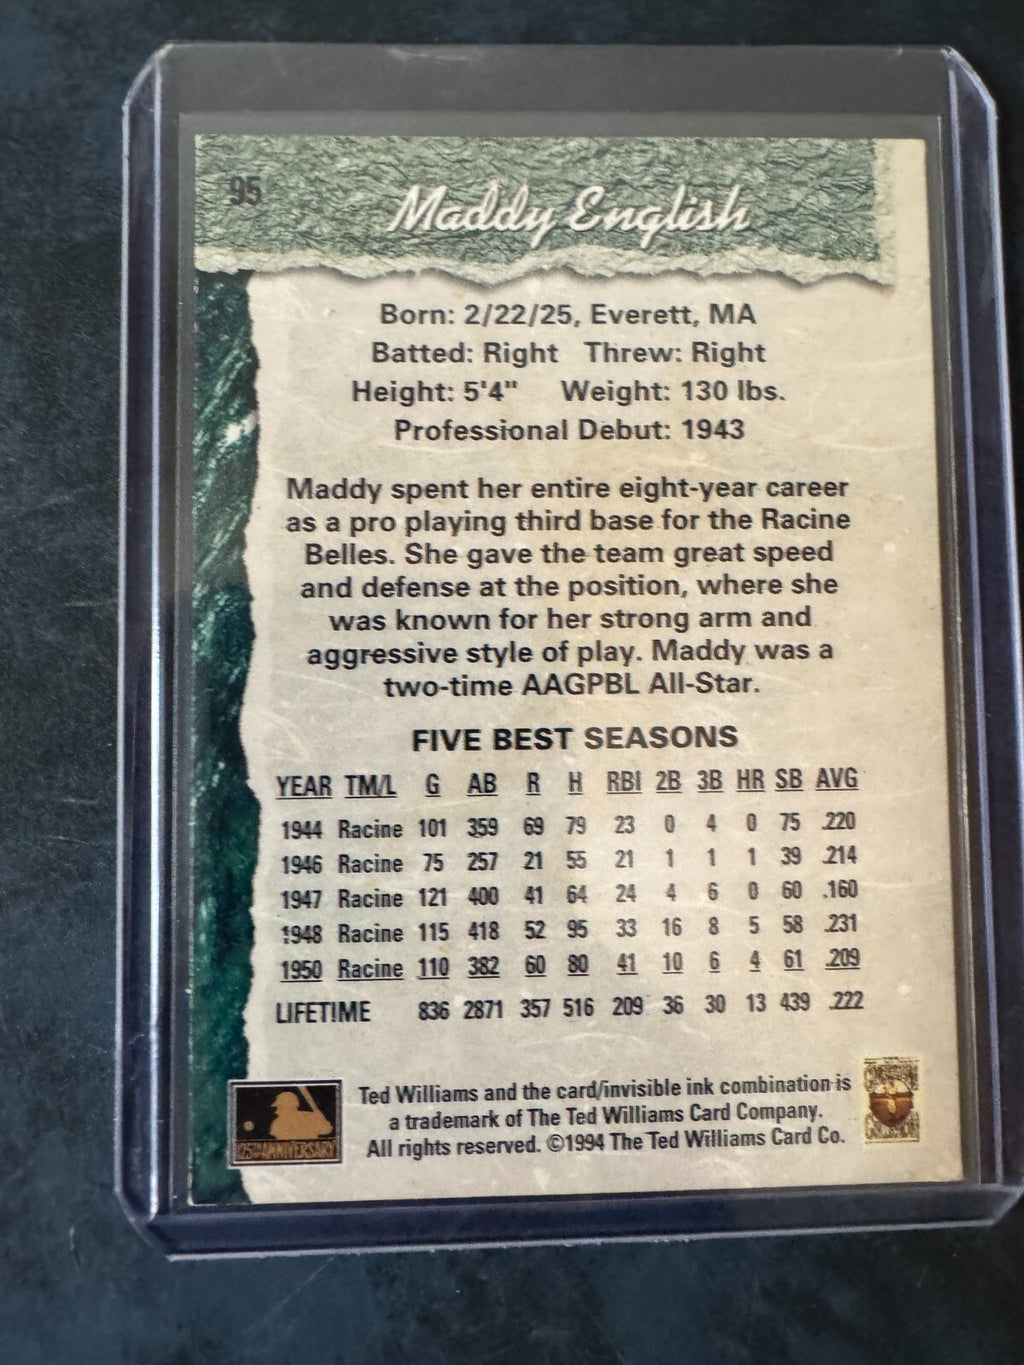 95
Maddy English
Born: 2/22/25, Everett, MA
Batted: Right Threw: Right
Height: 5'4" Weight: 130 lbs.
Professional Debut: 1943
Maddy spent her entire eight-year career
as a pro playing third base for the Racine
Belles. She gave the team great speed
and defense at the position, where she
was known for her strong arm and
aggressive style of play. Maddy was a
two-time AAGPBL All-Star.
FIVE BEST SEASONS
YEAR TM/L G AB R H RBI 2B 3B HR SB AVG
1944 Racine 101 359 69 79 23 0 4 0 75 .220
1946 Racine 75 257 21 55 21 1 1 1 39 .214
1947 Racine 121 400 41 64 24 4 6 0 60 .160
1948 Racine 115 418 52 95 33 16 8 5 58 .231
1950 Racine 110 382 60 80 41 10 6 4 61 .209
LIFETIME 836 2871 357 516 209 36 30 13 439 .222
Ted Williams and the card/invisible ink combination is
a trademark of The Ted Williams Card Company.
All rights reserved. ©1994 The Ted Williams Card Co.
125TH ANNIVERSARY